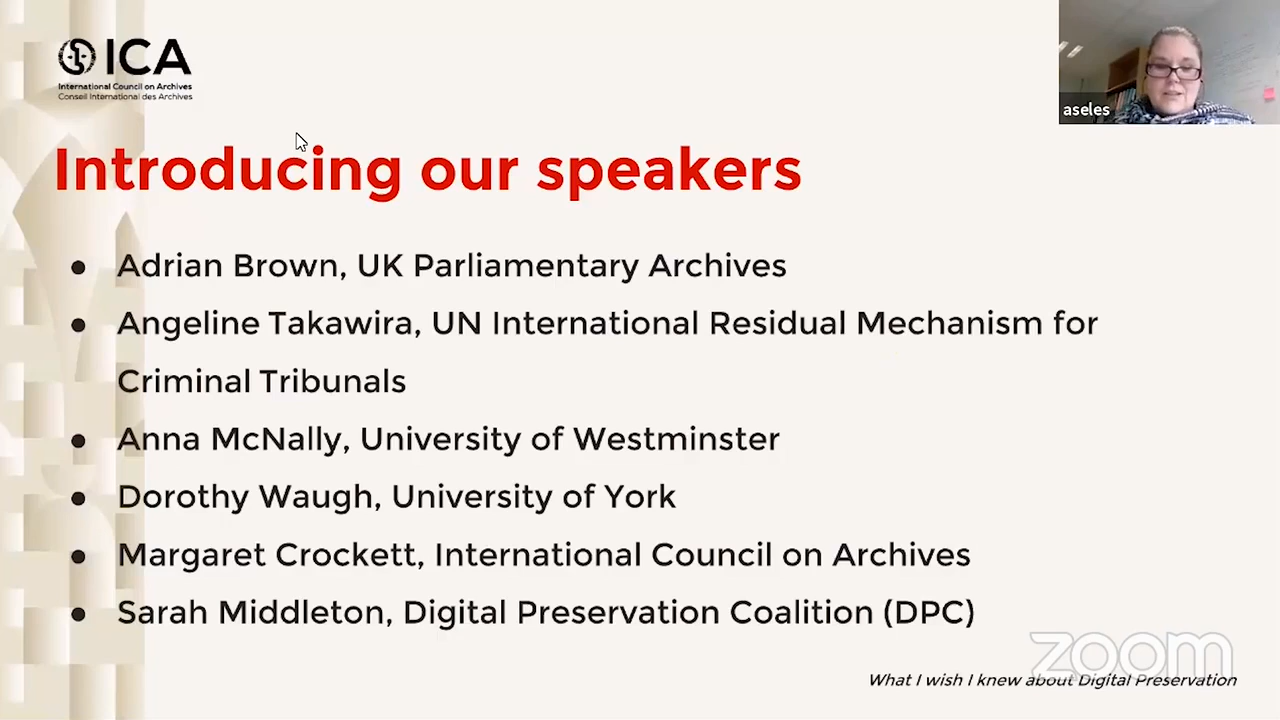 ICA
International Council on Archives
Conseil International des Archives
aseles
Introducing our speakers
● Adrian Brown, UK Parliamentary Archives
● Angeline Takawira, UN International Residual Mechanism for
Criminal Tribunals
● Anna McNally, University of Westminster
● Dorothy Waugh, University of York
● Margaret Crockett, International Council on Archives
● Sarah Middleton, Digital Preservation Coalition (DPC)
zoom
What I wish I knew about Digital Preservation